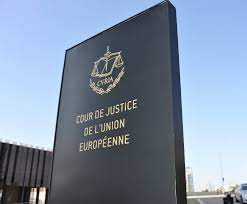 CVRIA
COUR DE JUSTICE
DE L'UNION
EUROPÉENNE